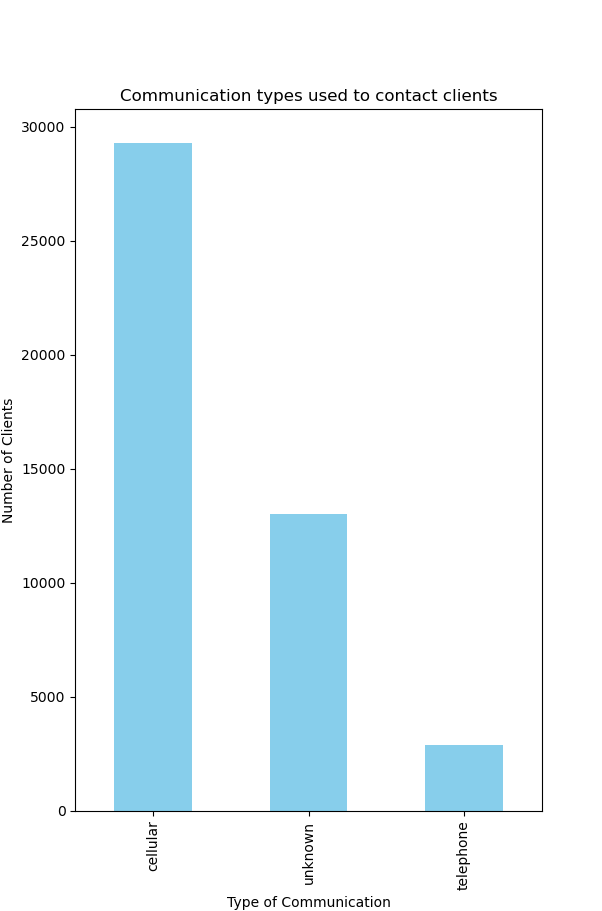 Communication types used to contact clients
30000
25000
20000
15000
10000
5000
0
Number of Clients
cellular
unknown
telephone
Type of Communication